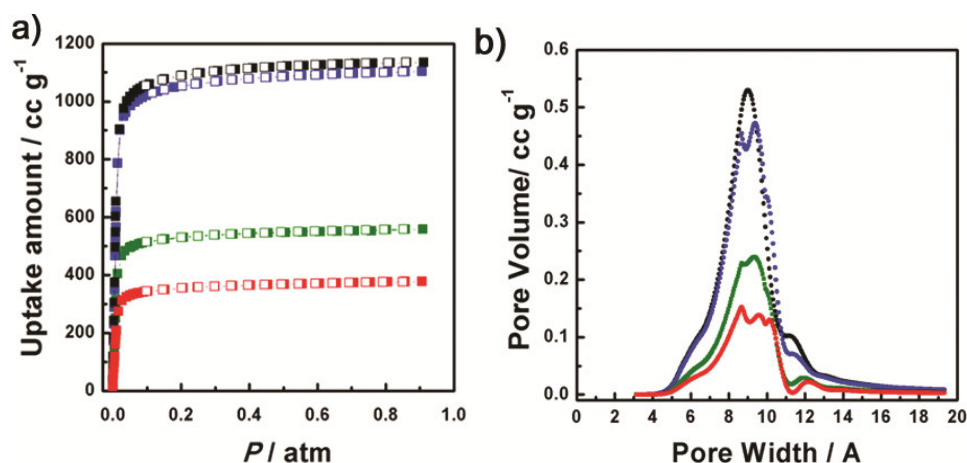 a)
Uptake amount / cc g-1
1200
1000
800
600
400
200
0
0.0 0.2 0.4 0.6 0.8 1.0
P / atm
b)
Pore Volume/ cc g-1
0.6
0.5
0.4
0.3
0.2
0.1
0.0
0 2 4 6 8 10 12 14 16 18 20
Pore Width / A